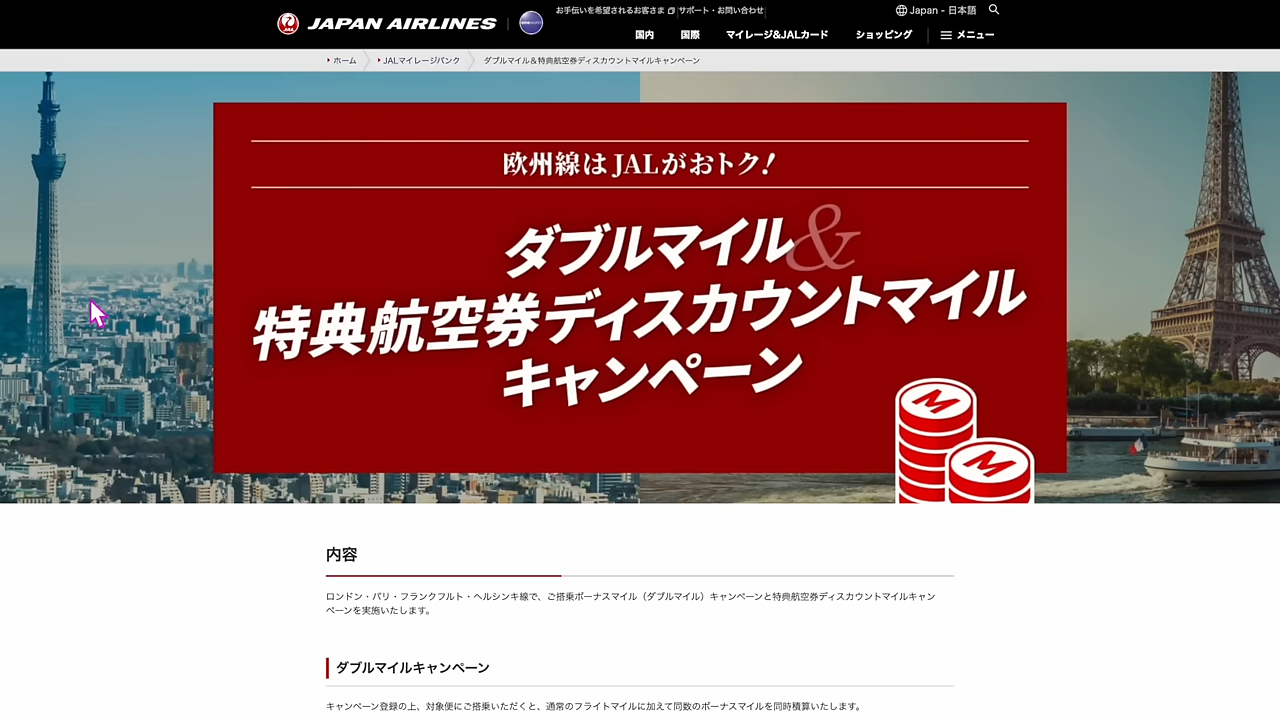 JAL
JAPAN AIRLINES
oneworld
お手伝いを希望されるお客さま
サポート・お問い合わせ
Japan - 日本語
国内
国際
マイレージ&JALカード
ショッピング
メニュー
ホーム
JALマイレージバンク
ダブルマイル&特典航空券ディスカウントマイルキャンペーン
欧州線はJALがおトク!
ダブルマイル&
特典航空券ディスカウントマイル
キャンペーン
M
M
内容
ロンドン・パリ・フランクフルト・ヘルシンキ線で、ご搭乗ボーナスマイル（ダブルマイル）キャンペーンと特典航空券ディスカウントマイルキャン
ペーンを実施いたします。
ダブルマイルキャンペーン
キャンペーン登録の上、対象便にご搭乗いただくと、通常のフライトマイルに加えて同数のボーナスマイルを同時積算いたします。